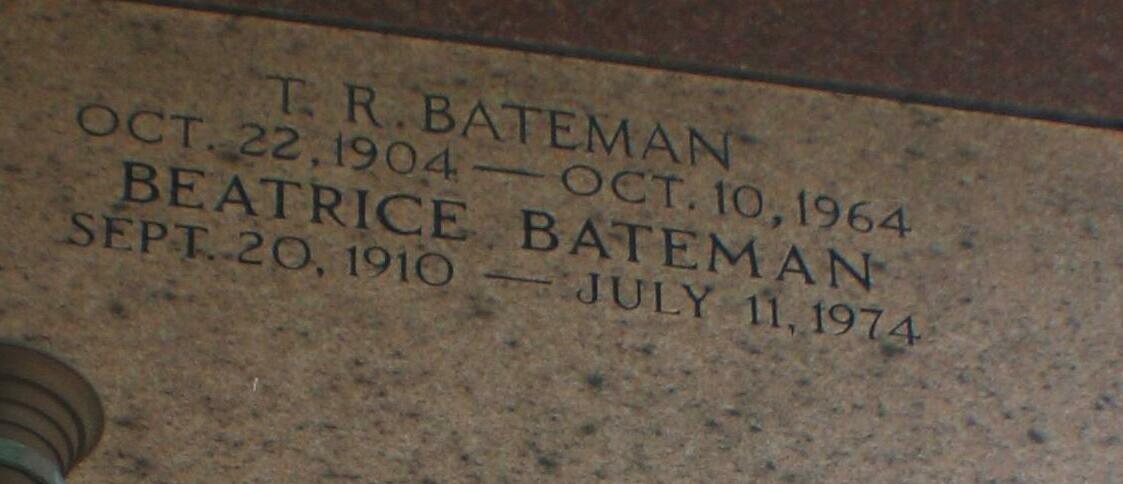 T. R. BATEMAN
OCT. 22, 1904 — OCT. 10, 1964
BEATRICE BATEMAN
SEPT. 20, 1910 — JULY 11, 1974